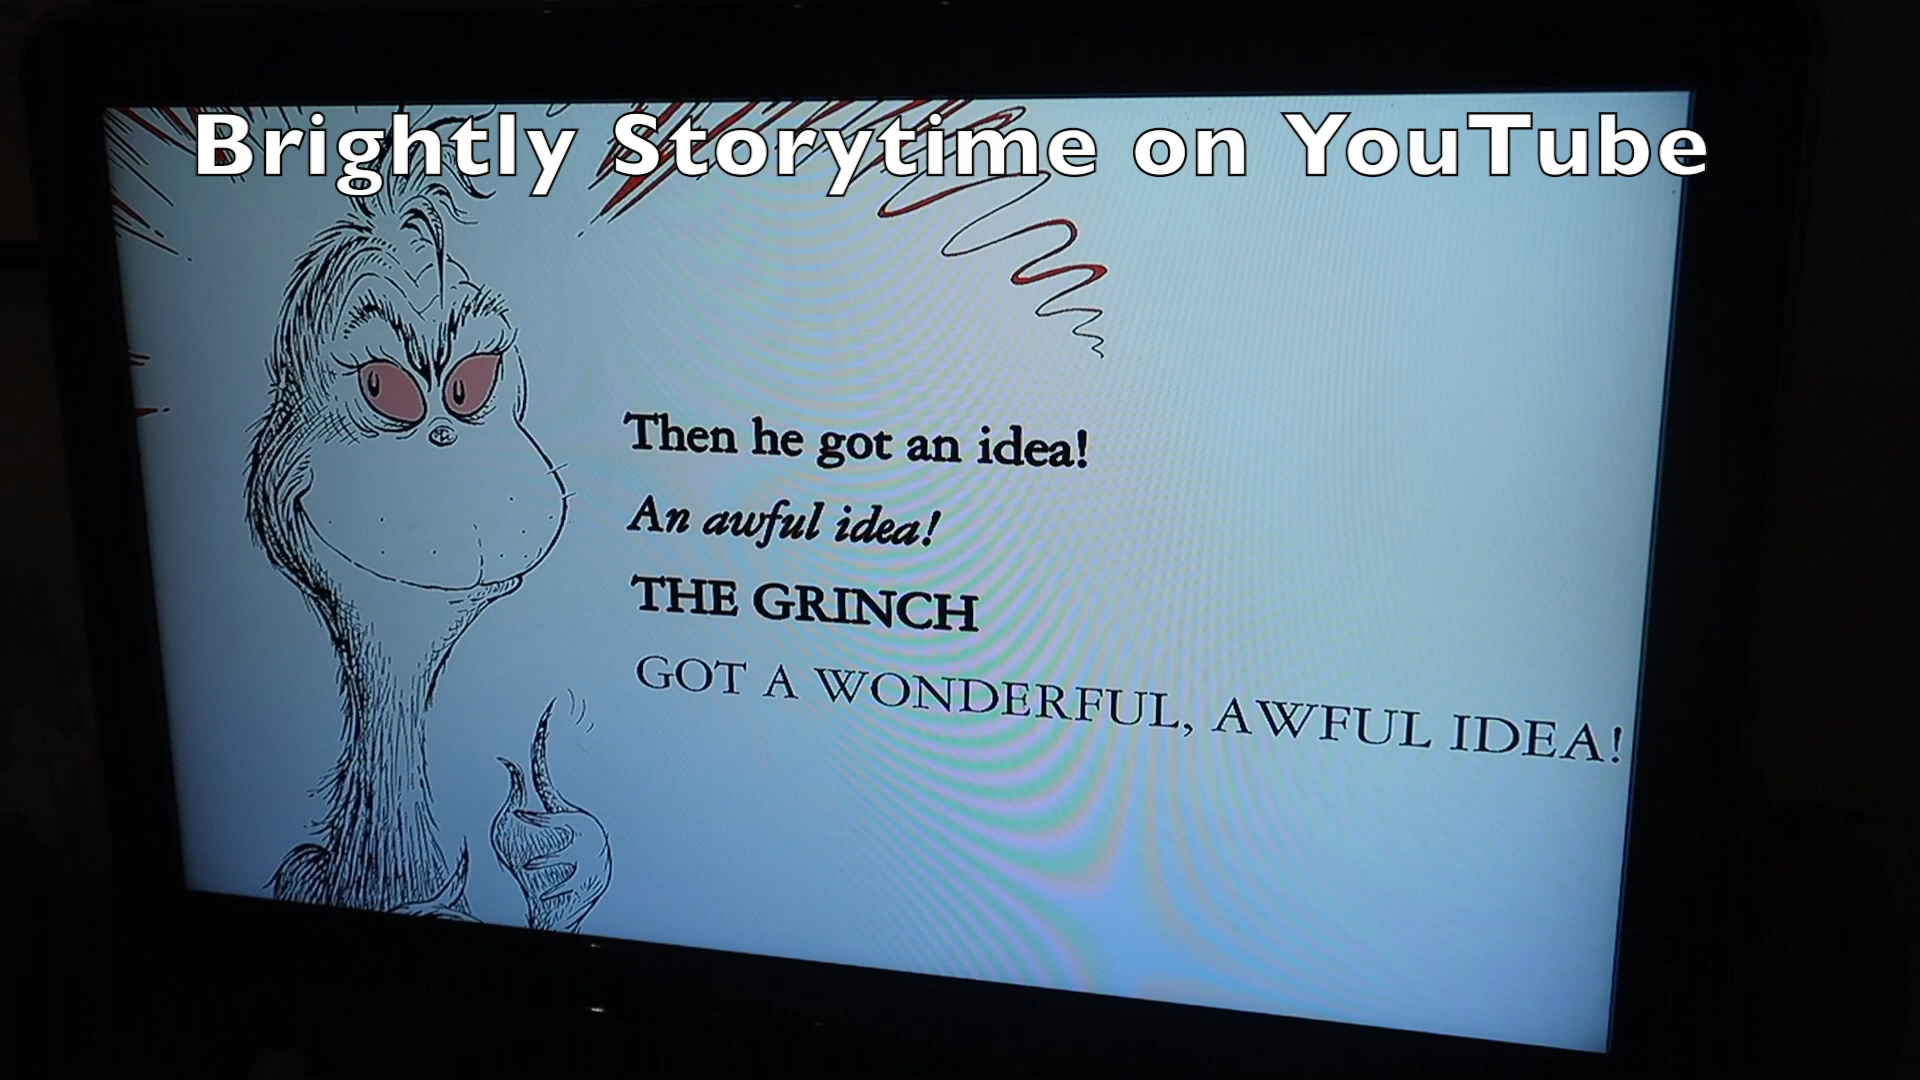 Brightly Storytime on YouTube
Then he got an idea!
An awful idea!
THE GRINCH
GOT A WONDERFUL, AWFUL IDEA!